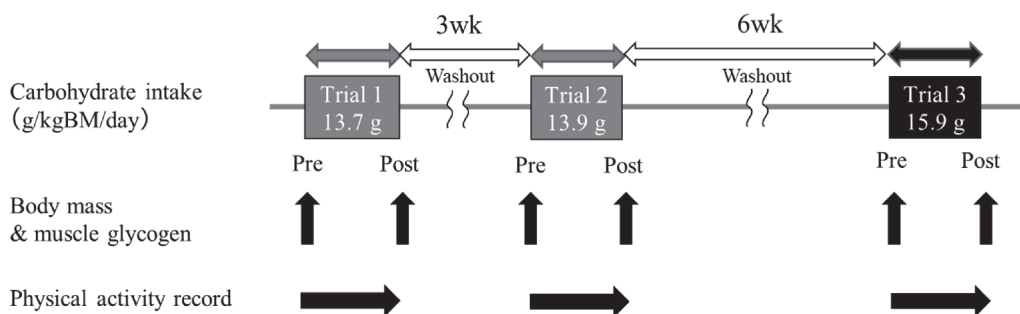 3wk
6wk
Washout
Washout
Carbohydrate intake
(g/kgBM/day)
Trial 1
13.7 g
Trial 2
13.9 g
Trial 3
15.9 g
Pre
Post
Pre
Post
Pre
Post
Body mass
& muscle glycogen
Physical activity record